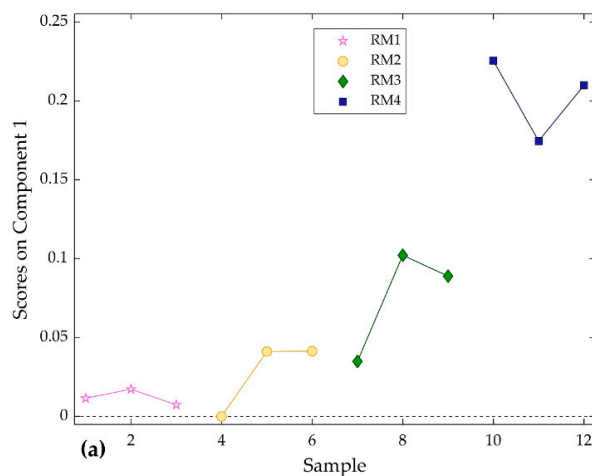 0.25
RM1
RM2
RM3
RM4
0.2
0.15
0.1
0.05
0
Scores on Component 1
(a)
2 4 6 8 10 12
Sample